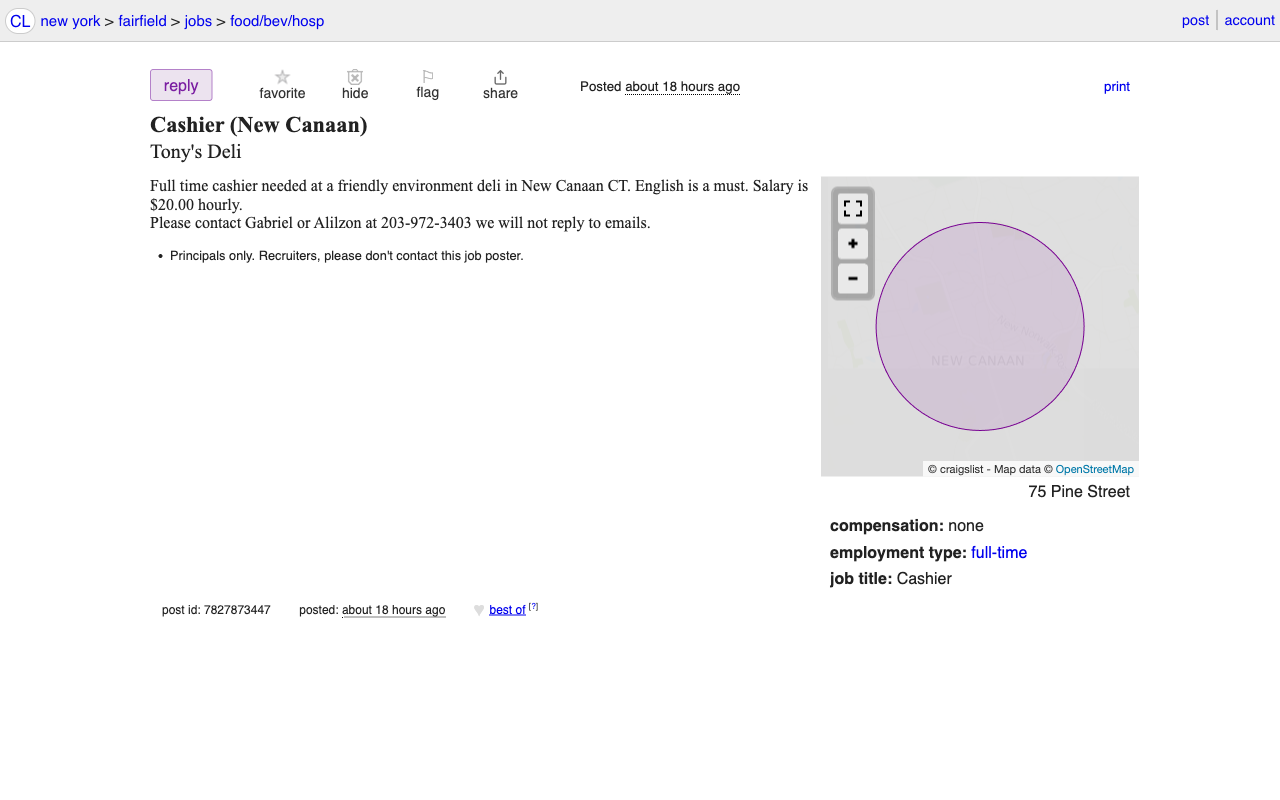 CL new york > fairfield > jobs > food/bev/hosp post account
reply favorite hide flag share Posted about 18 hours ago print
Cashier (New Canaan)
Tony's Deli
Full time cashier needed at a friendly environment deli in New Canaan CT. English is a must. Salary is
$20.00 hourly.
Please contact Gabriel or Alilzon at 203-972-3403 we will not reply to emails.
• Principals only. Recruiters, please don't contact this job poster.
+
−
NEW CANAAN
© craigslist - Map data © OpenStreetMap
75 Pine Street
compensation: none
employment type: full-time
job title: Cashier
post id: 7827873447 posted: about 18 hours ago ♥ best of [?]